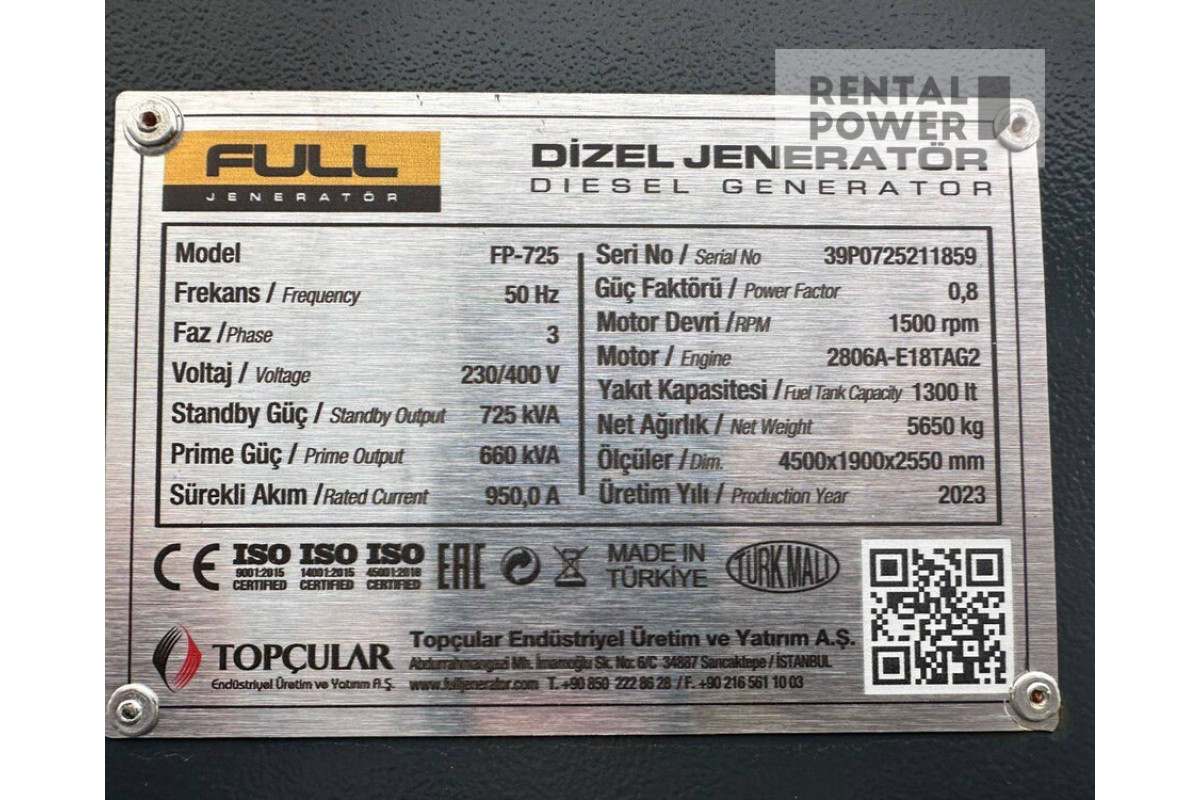 RENTAL
POWER
FULL
JENERATÖR
DİZEL JENERATÖR
DIESEL GENERATOR
Model FP-725
Frekans / Frequency 50 Hz
Faz / Phase 3
Voltaj / Voltage 230/400 V
Standby Güç / Standby Output 725 kVA
Prime Güç / Prime Output 660 kVA
Sürekli Akım / Rated Current 950,0 A
Seri No / Serial No 39P0725211859
Güç Faktörü / Power Factor 0,8
Motor Devri / RPM 1500 rpm
Motor / Engine 2806A-E18TAG2
Yakıt Kapasitesi / Fuel Tank Capacity 1300 lt
Net Ağırlık / Net Weight 5650 kg
Ölçüler / Dim. 4500x1900x2550 mm
Üretim Yılı / Production Year 2023
CE
ISO
9001:2015
CERTIFIED
ISO
14001:2015
CERTIFIED
ISO
45001:2018
CERTIFIED
EAC
MADE IN
TÜRKİYE
TÜRK MALI
TOPÇULAR
Endüstriyel Üretim ve Yatırım A.Ş.
Topçular Endüstriyel Üretim ve Yatırım A.Ş.
Abdurrahmangazi Mh. İmamoğlu Sk. No: 6/C 34887 Sancaktepe / İSTANBUL
www.fulljenerator.com T. +90 850 222 86 28 / F. +90 216 561 10 03